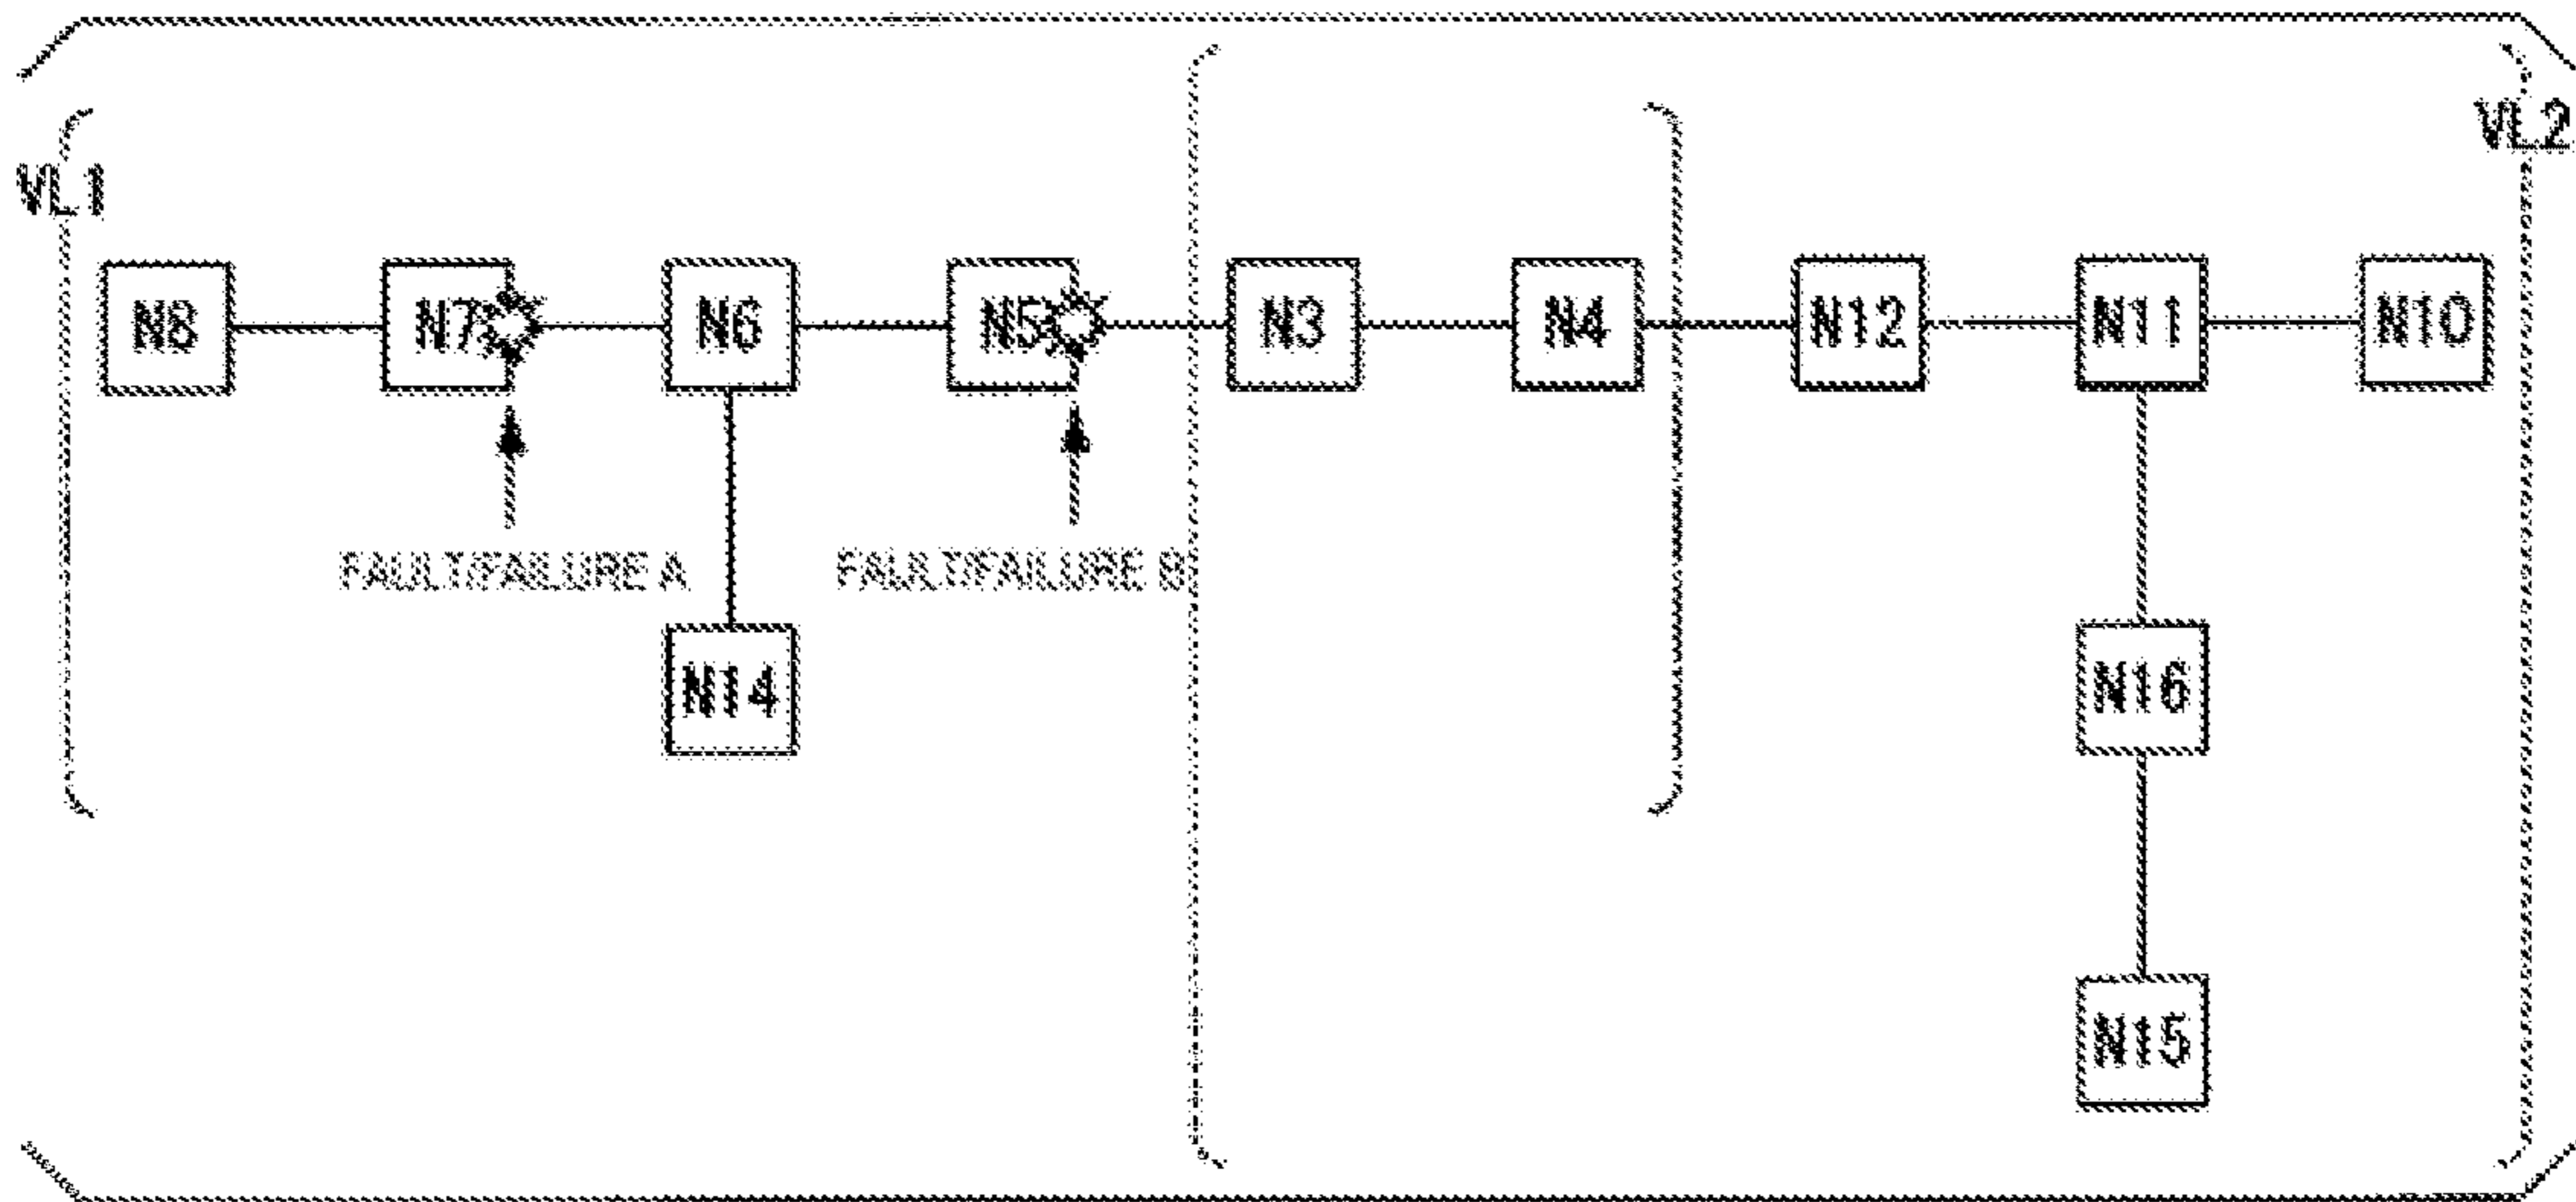 VL2
VL1
N8 N7 N6 N5 N3 N4 N12 N11 N10
FAULT/FAILURE A FAULT/FAILURE B
N14 N16
N15